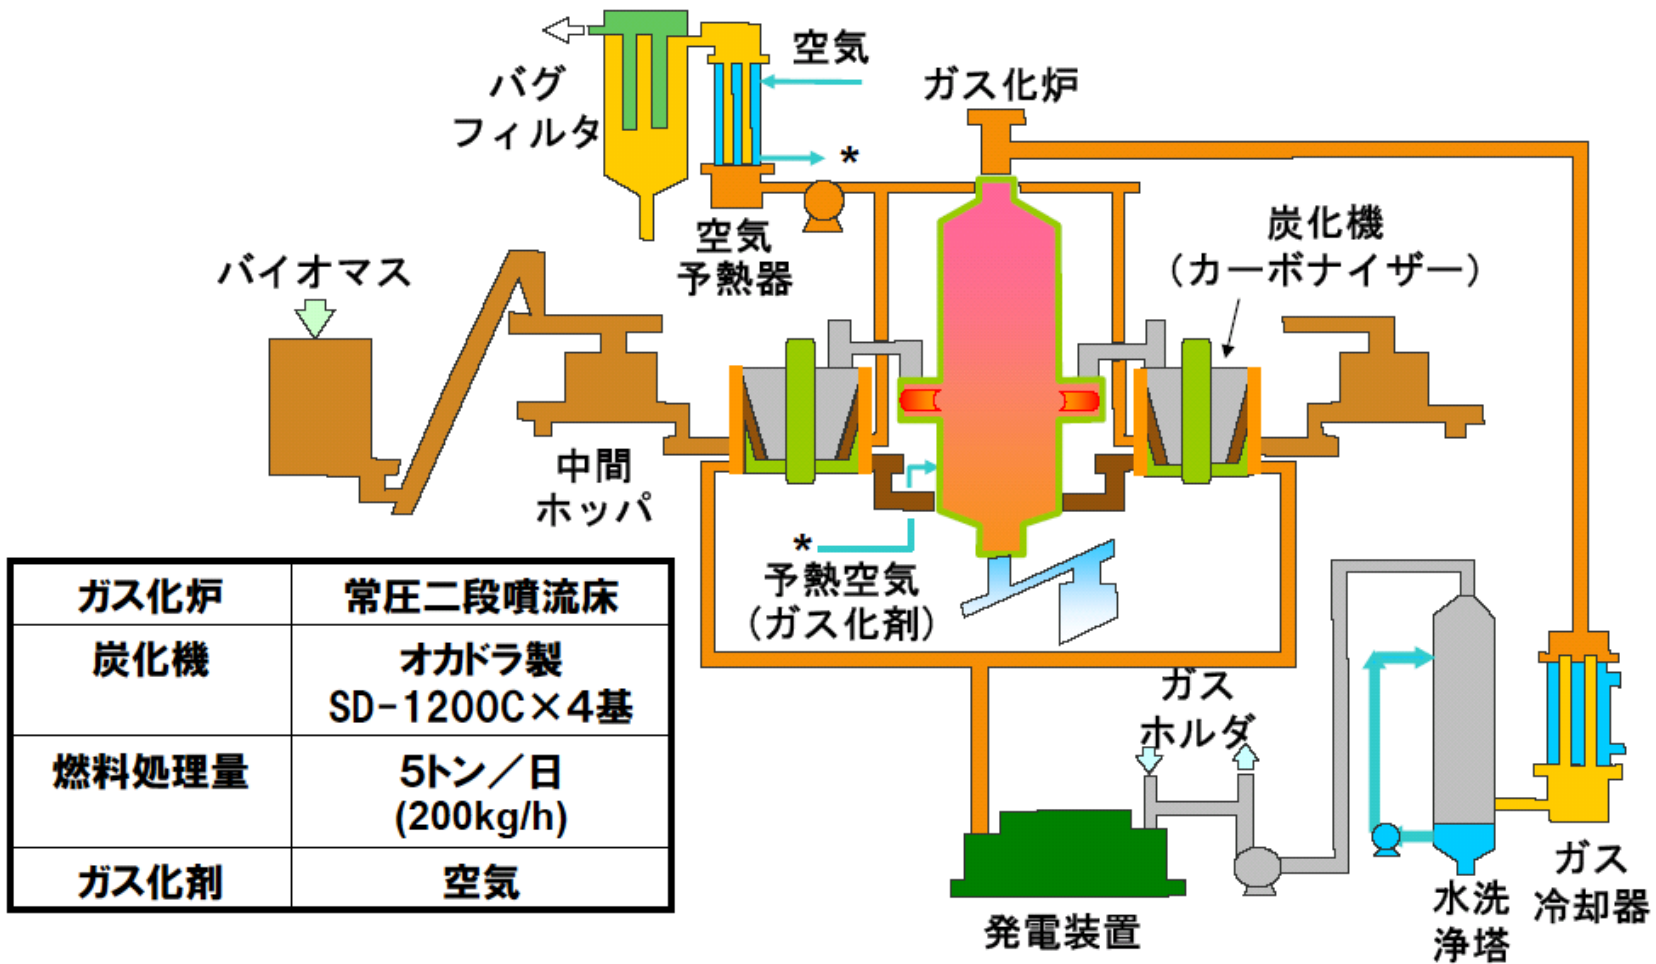 空気
ガス化炉
バグ
フィルタ
*
空気
予熱器
炭化機
(カーボナイザー)
バイオマス
中間
ホッパ
*
予熱空気
(ガス化剤)
ガス化炉 常圧二段噴流床
炭化機 オカドラ製
SD-1200C×4基
燃料処理量 5トン/日
(200kg/h)
ガス化剤 空気
ガス
ホルダ
発電装置
水洗
浄塔
ガス
冷却器